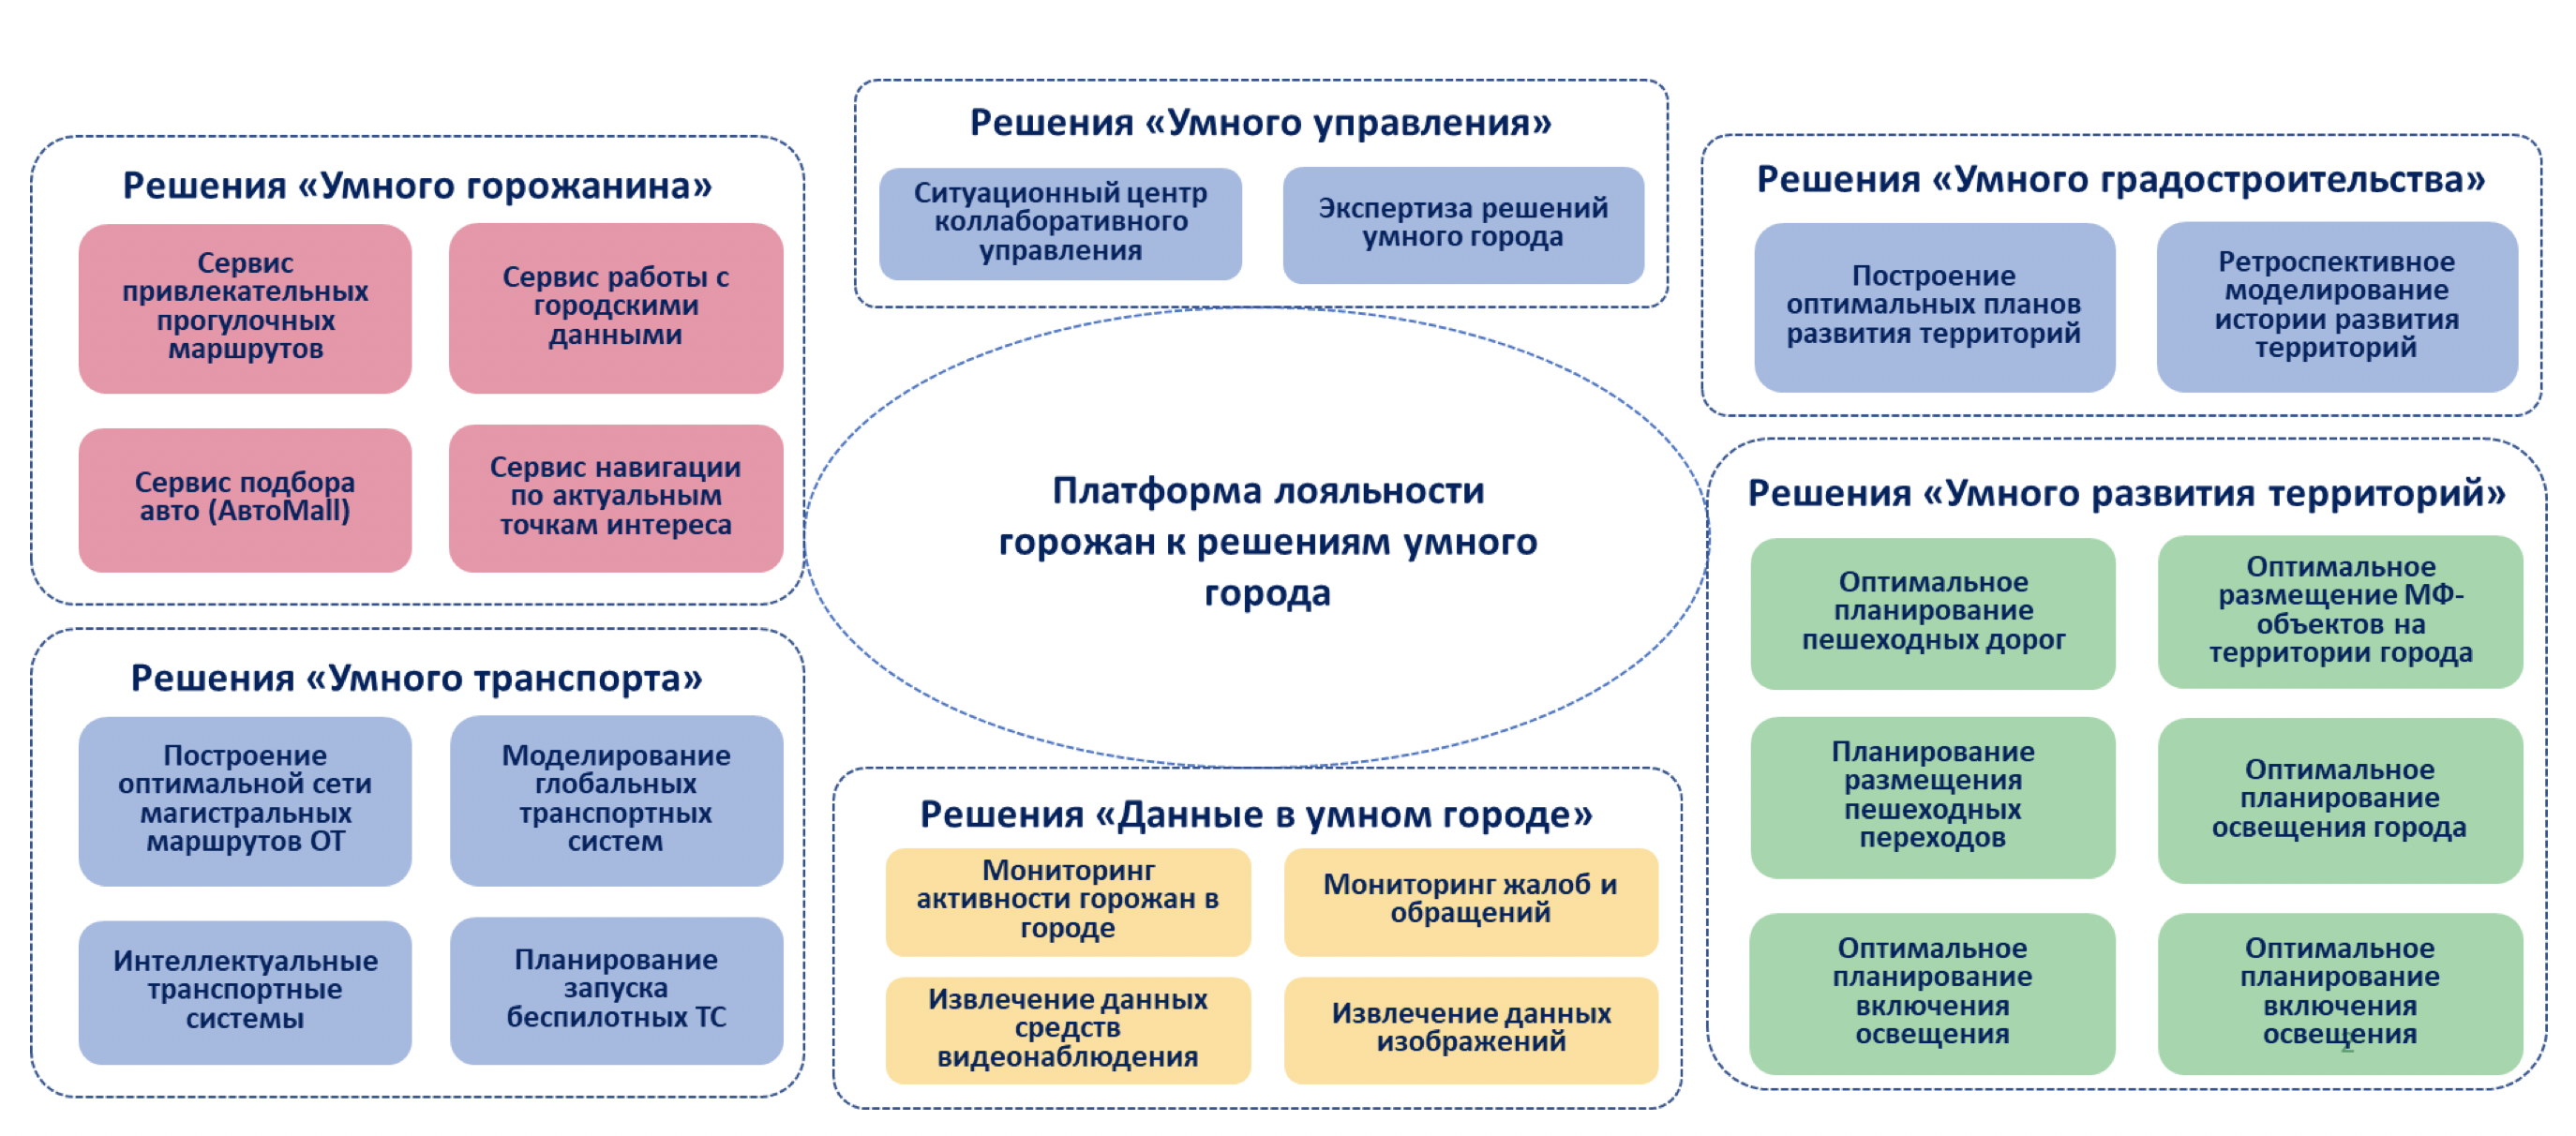 Решения «Умного управления»
Ситуационный центр
коллаборативного
управления
Экспертиза решений
умного города
Решения «Умного горожанина»
Сервис
привлекательных
прогулочных
маршрутов
Сервис работы с
городскими
данными
Сервис подбора
авто (АвтоMall)
Сервис навигации
по актуальным
точкам интереса
Решения «Умного градостроительства»
Построение
оптимальных планов
развития территорий
Ретроспективное
моделирование
истории развития
территорий
Платформа лояльности
горожан к решениям умного
города
Решения «Умного развития территорий»
Оптимальное
планирование
пешеходных дорог
Оптимальное
размещение МФ-
объектов на
территории города
Планирование
размещения
пешеходных
переходов
Оптимальное
планирование
освещения города
Оптимальное
планирование
включения
освещения
Оптимальное
планирование
включения
освещения
2
Решения «Умного транспорта»
Построение
оптимальной сети
магистральных
маршрутов ОТ
Моделирование
глобальных
транспортных
систем
Интеллектуальные
транспортные
системы
Планирование
запуска
беспилотных ТС
Решения «Данные в умном городе»
Мониторинг
активности горожан в
городе
Мониторинг жалоб и
обращений
Извлечение данных
средств
видеонаблюдения
Извлечение данных
изображений